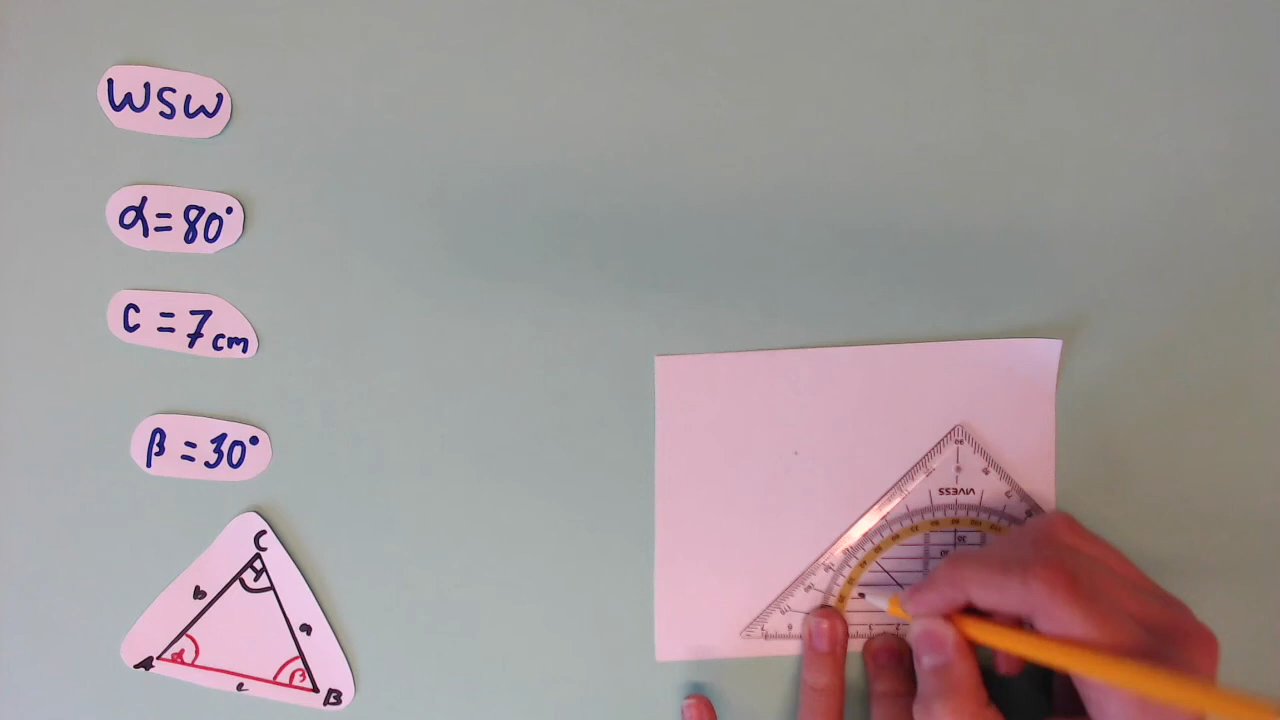 WSW
α = 80°
c = 7cm
β = 30°
C
b
a
A
α
β
c
B
VIVESS